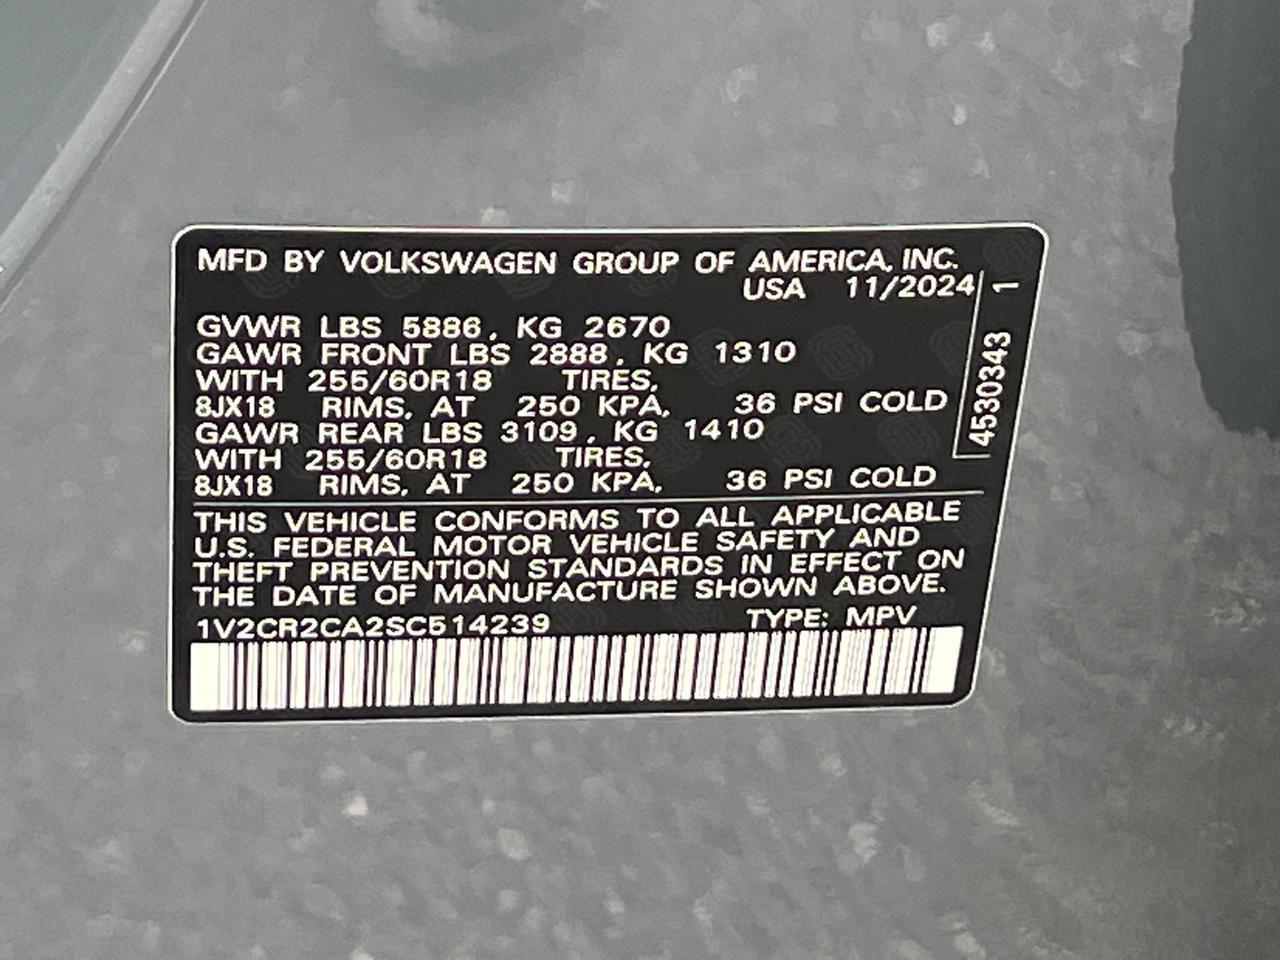 MFD BY VOLKSWAGEN GROUP OF AMERICA, INC.
USA 11/2024
GVWR LBS 5886, KG 2670
GAWR FRONT LBS 2888, KG 1310
WITH 255/60R18 TIRES,
8JX18 RIMS, AT 250 KPA, 36 PSI COLD
GAWR REAR LBS 3109, KG 1410
WITH 255/60R18 TIRES,
8JX18 RIMS, AT 250 KPA, 36 PSI COLD
4530343 1
THIS VEHICLE CONFORMS TO ALL APPLICABLE
U.S. FEDERAL MOTOR VEHICLE SAFETY AND
THEFT PREVENTION STANDARDS IN EFFECT ON
THE DATE OF MANUFACTURE SHOWN ABOVE.
1V2CR2CA2SC514239 TYPE: MPV